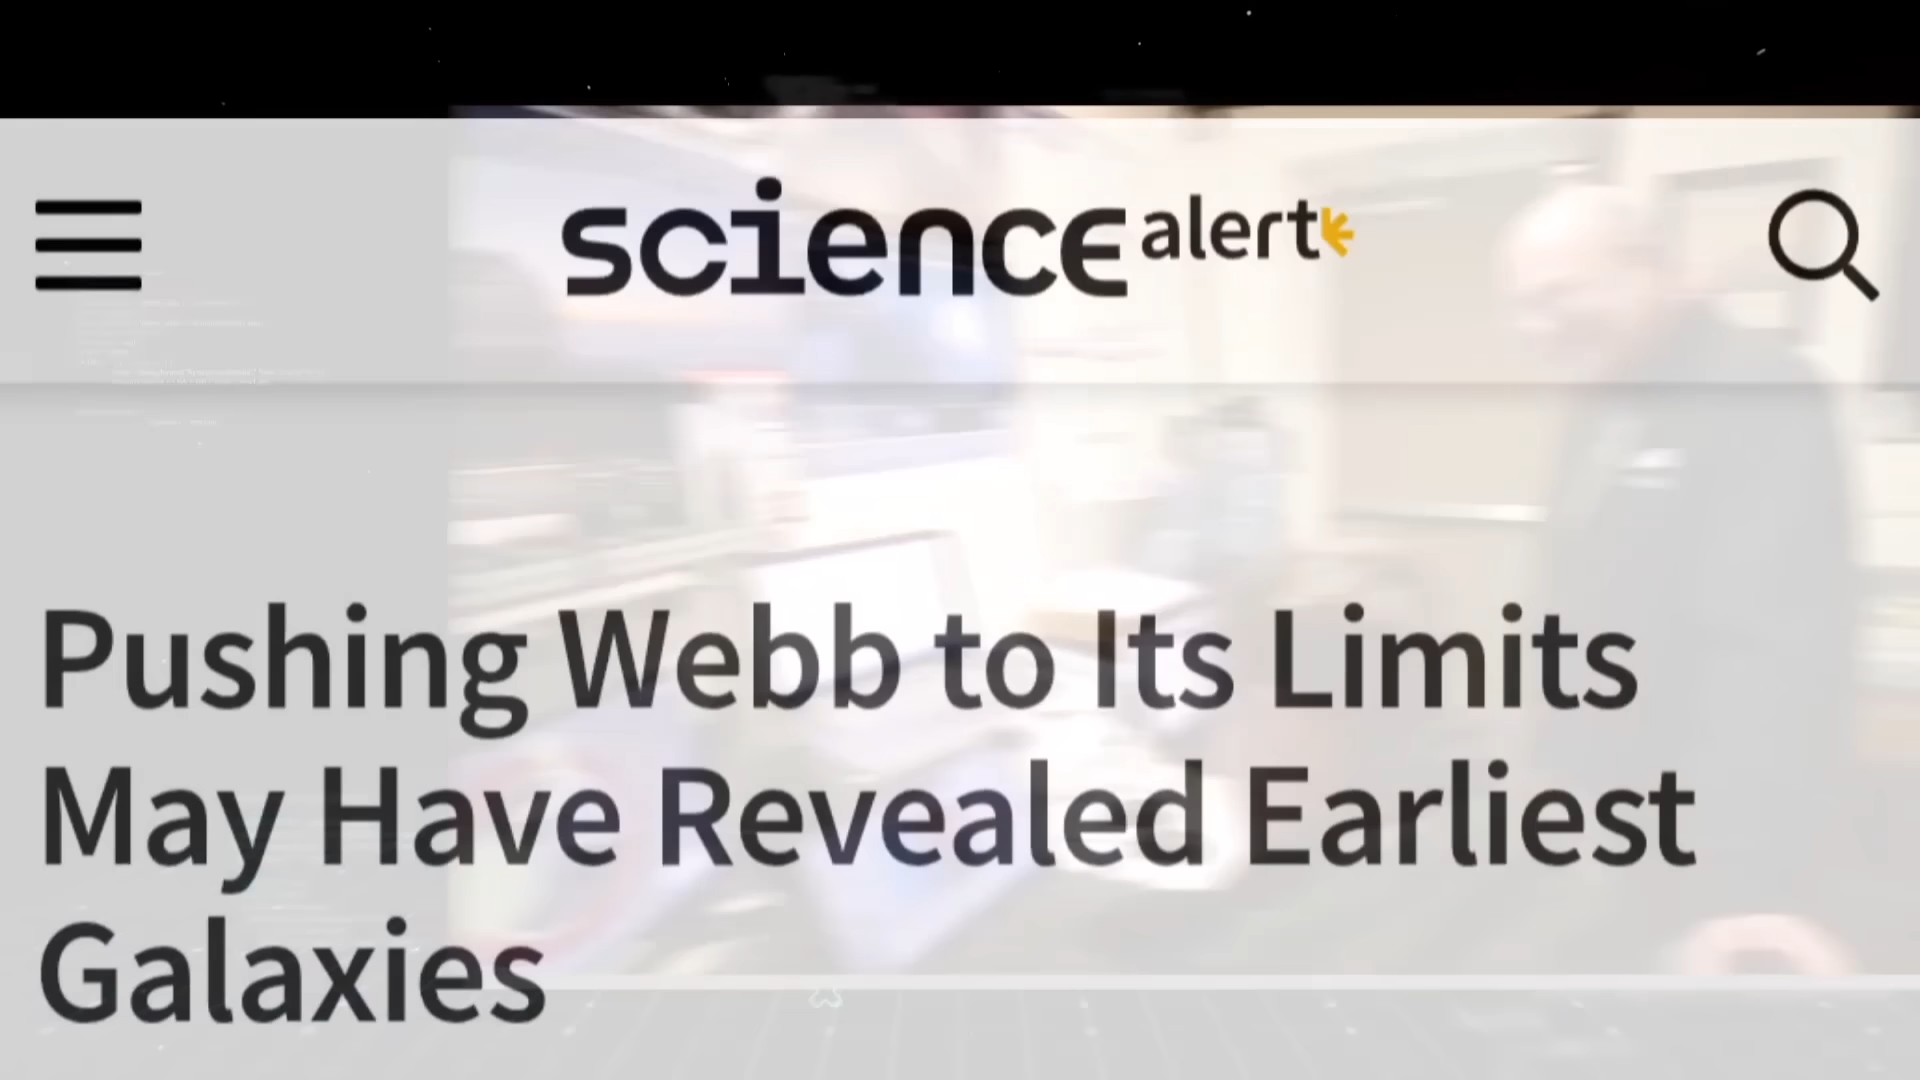 science alert
Pushing Webb to Its Limits
May Have Revealed Earliest
Galaxies